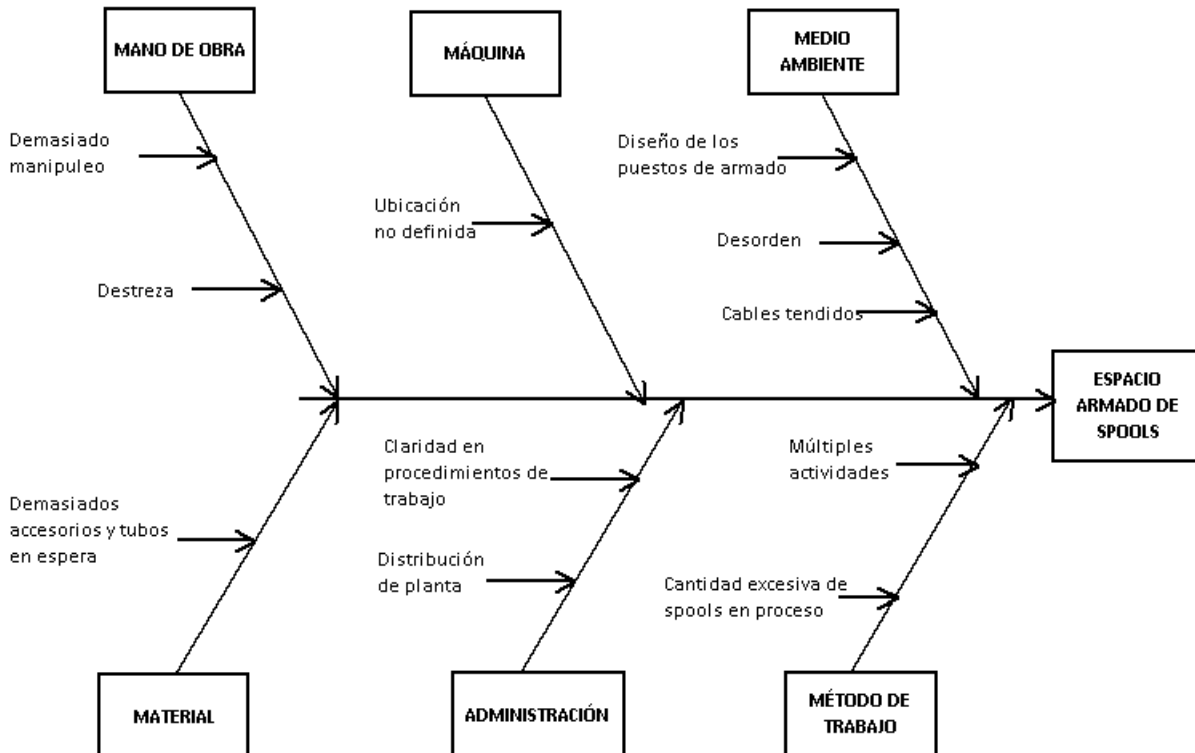 MANO DE OBRA
MÁQUINA
MEDIO
AMBIENTE
Demasiado
manipuleo
Destreza
Ubicación
no definida
Diseño de los
puestos de armado
Desorden
Cables tendidos
ESPACIO
ARMADO DE
SPOOLS
Demasiados
accesorios y tubos
en espera
Claridad en
procedimientos de
trabajo
Distribución
de planta
Múltiples
actividades
Cantidad excesiva de
spools en proceso
MATERIAL
ADMINISTRACIÓN
MÉTODO DE
TRABAJO